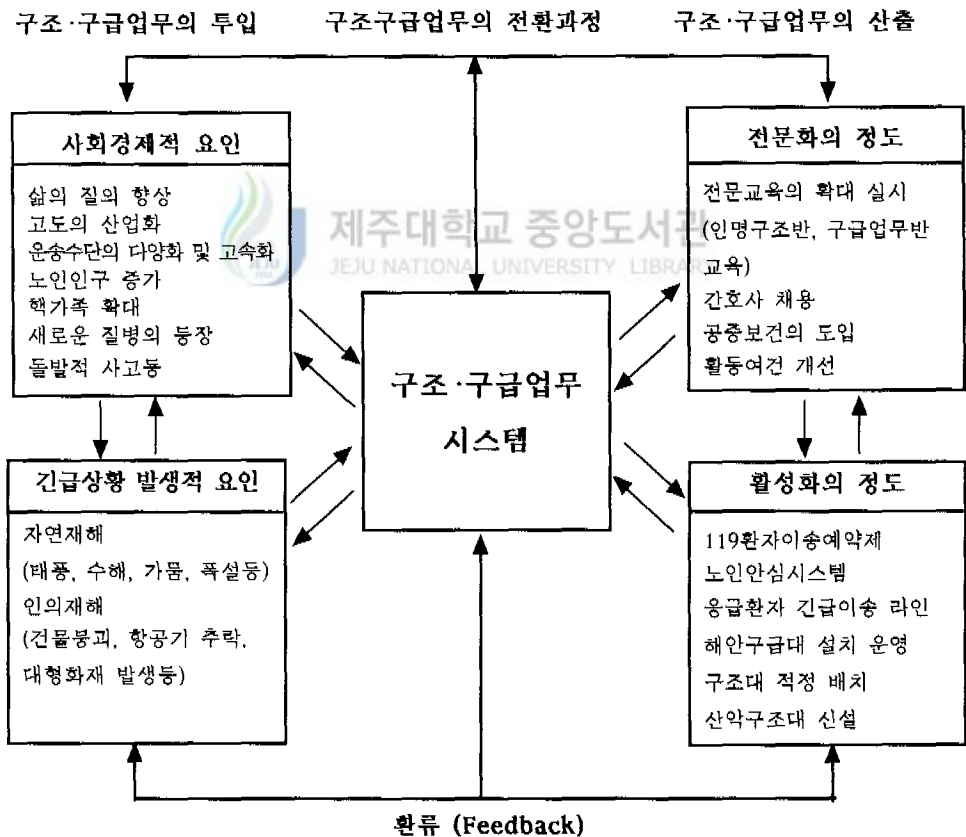 구조·구급업무의 투입
구조구급업무의 전환과정
구조·구급업무의 산출
사회경제적 요인
삶의 질의 향상
고도의 산업화
운송수단의 다양화 및 고속화
노인인구 증가
핵가족 확대
새로운 질병의 등장
돌발적 사고등
긴급상황 발생적 요인
자연재해
(태풍, 수해, 가뭄, 폭설등)
인의재해
(건물붕괴, 항공기 추락,
대형화재 발생등)
제주대학교 중앙도서관
JEJU NATIONAL UNIVERSITY LIBRARY
JEJU
1952
구조·구급업무
시스템
전문화의 정도
전문교육의 확대 실시
(인명구조반, 구급업무반
교육)
간호사 채용
공중보건의 도입
활동여건 개선
활성화의 정도
119환자이송예약제
노인안심시스템
응급환자 긴급이송 라인
해안구급대 설치 운영
구조대 적정 배치
산악구조대 신설
환류 (Feedback)